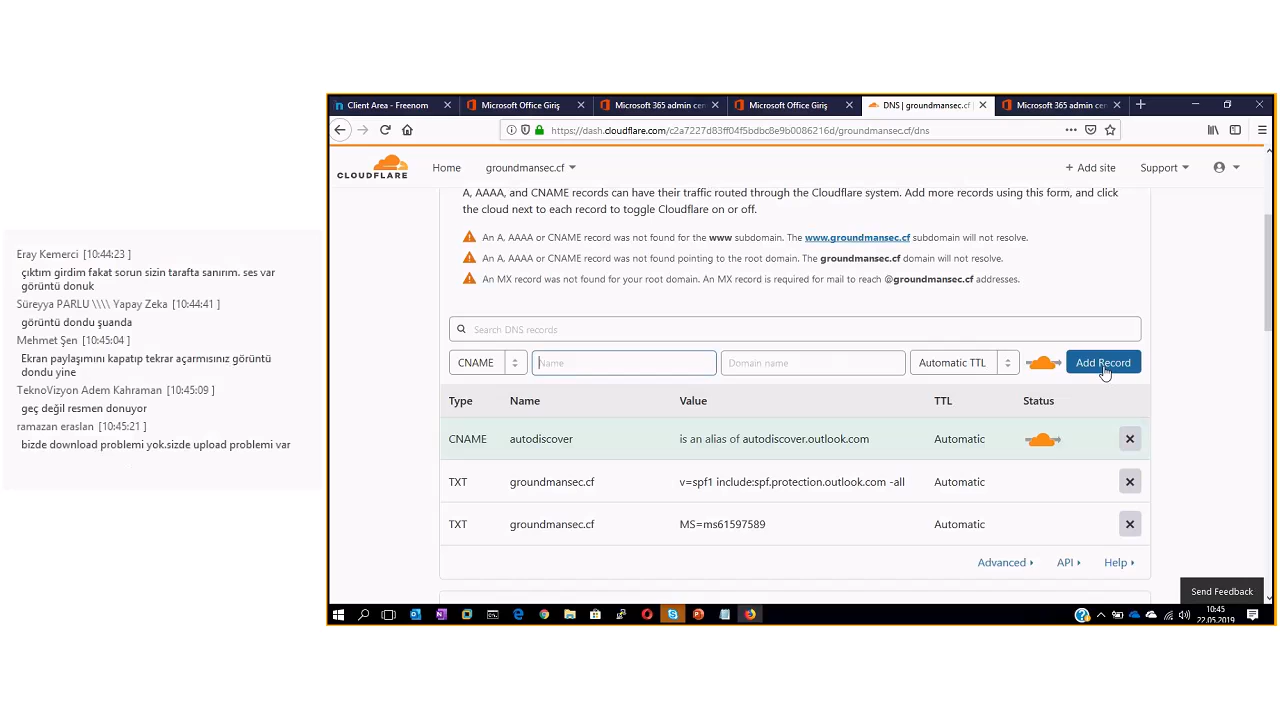 Eray Kemerci [10:44:23 ]
çıktım girdim fakat sorun sizin tarafta sanırım. ses var
görüntü donuk
Süreyya PARLU \\\\ Yapay Zeka [10:44:41 ]
görüntü dondu şuanda
Mehmet Şen [10:45:04 ]
Ekran paylaşımını kapatıp tekrar açarmısınız görüntü
dondu yine
TeknoVizyon Adem Kahraman [10:45:09 ]
geç değil resmen donuyor
ramazan eraslan [10:45:21 ]
bizde download problemi yok.sizde upload problemi var
Client Area - Freenom
Microsoft Office Giriş
Microsoft 365 admin cen
Microsoft Office Giriş
DNS | groundmansec.cf |
Microsoft 365 admin cen
https://dash.cloudflare.com/c2a7227d83ff04f5bdbc8e9b0086216d/groundmansec.cf/dns
CLOUDFLARE
Home
groundmansec.cf
+ Add site
Support
A, AAAA, and CNAME records can have their traffic routed through the Cloudflare system. Add more records using this form, and click
the cloud next to each record to toggle Cloudflare on or off.
An A, AAAA or CNAME record was not found for the www subdomain. The www.groundmansec.cf subdomain will not resolve.
An A, AAAA or CNAME record was not found pointing to the root domain. The groundmansec.cf domain will not resolve.
An MX record was not found for your root domain. An MX record is required for mail to reach @groundmansec.cf addresses.
Search DNS records
CNAME
Name
Domain name
Automatic TTL
Add Record
Type Name Value TTL Status
CNAME autodiscover is an alias of autodiscover.outlook.com Automatic
TXT groundmansec.cf v=spf1 include:spf.protection.outlook.com -all Automatic
TXT groundmansec.cf MS=ms61597589 Automatic
Advanced
API
Help
Send Feedback
10:45
22.05.2019